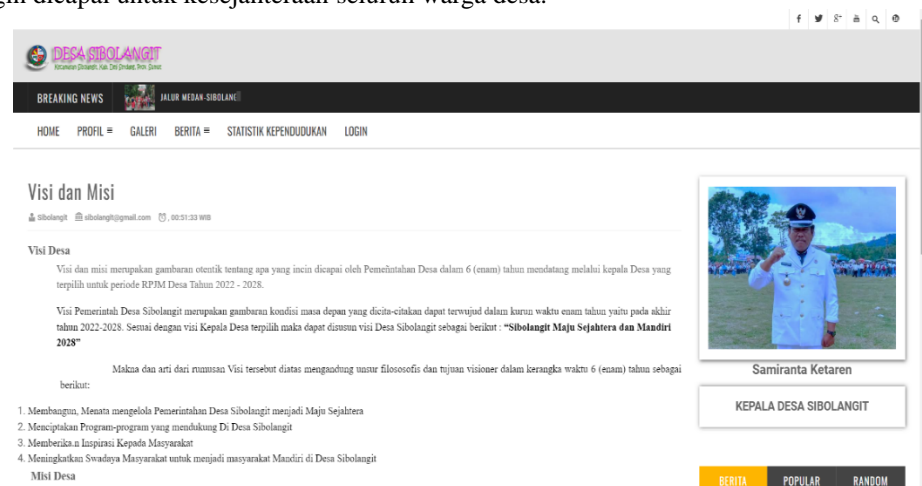 dicapai untuk kesejahteraan seluruh warga desa.
DESA SIBOLANGIT
Kecamatan Sibolangit, Kab. Deli Serdang, Prov. Sumut
BREAKING NEWS
JALUR MEDAN-SIBOLANG
HOME PROFIL ≡ GALERI BERITA ≡ STATISTIK KEPENDUDUKAN LOGIN
Visi dan Misi
Sibolangit sibolangit@gmail.com , 00:51:33 WIB
Visi Desa
Visi dan misi merupakan gambaran otentik tentang apa yang incin dicapai oleh Pemeñntahan Desa dalam 6 (enam) tahun mendatang melalui kepala Desa yang
terpilih untuk periode RPJM Desa Tahun 2022 - 2028.
Visi Pemerintah Desa Sibolangit merupakan gambaran kondisi masa depan yang dicita-citakan dapat terwujud dalam kurun waktu enam tahun yaitu pada akhir
tahun 2022-2028. Sesuai dengan visi Kepala Desa terpilih maka dapat disusun visi Desa Sibolangit sebagai berikut : “Sibolangit Maju Sejahtera dan Mandiri
2028”
Makna dan arti dari rumusan Visi tersebut diatas mengandung unsur filososofis dan tujuan visioner dalam kerangka waktu 6 (enam) tahun sebagai
berikut:
1. Membangun, Menata mengelola Pemerintahan Desa Sibolangit menjadi Maju Sejahtera
2. Menciptakan Program-program yang mendukung Di Desa Sibolangit
3. Memberika.n Inspirasi Kepada Masyarakat
4. Meningkatkan Swadaya Masyarakat untuk menjadi masyarakat Mandiri di Desa Sibolangit
Misi Desa
Samiranta Ketaren
KEPALA DESA SIBOLANGIT
BERITA POPULAR RANDOM